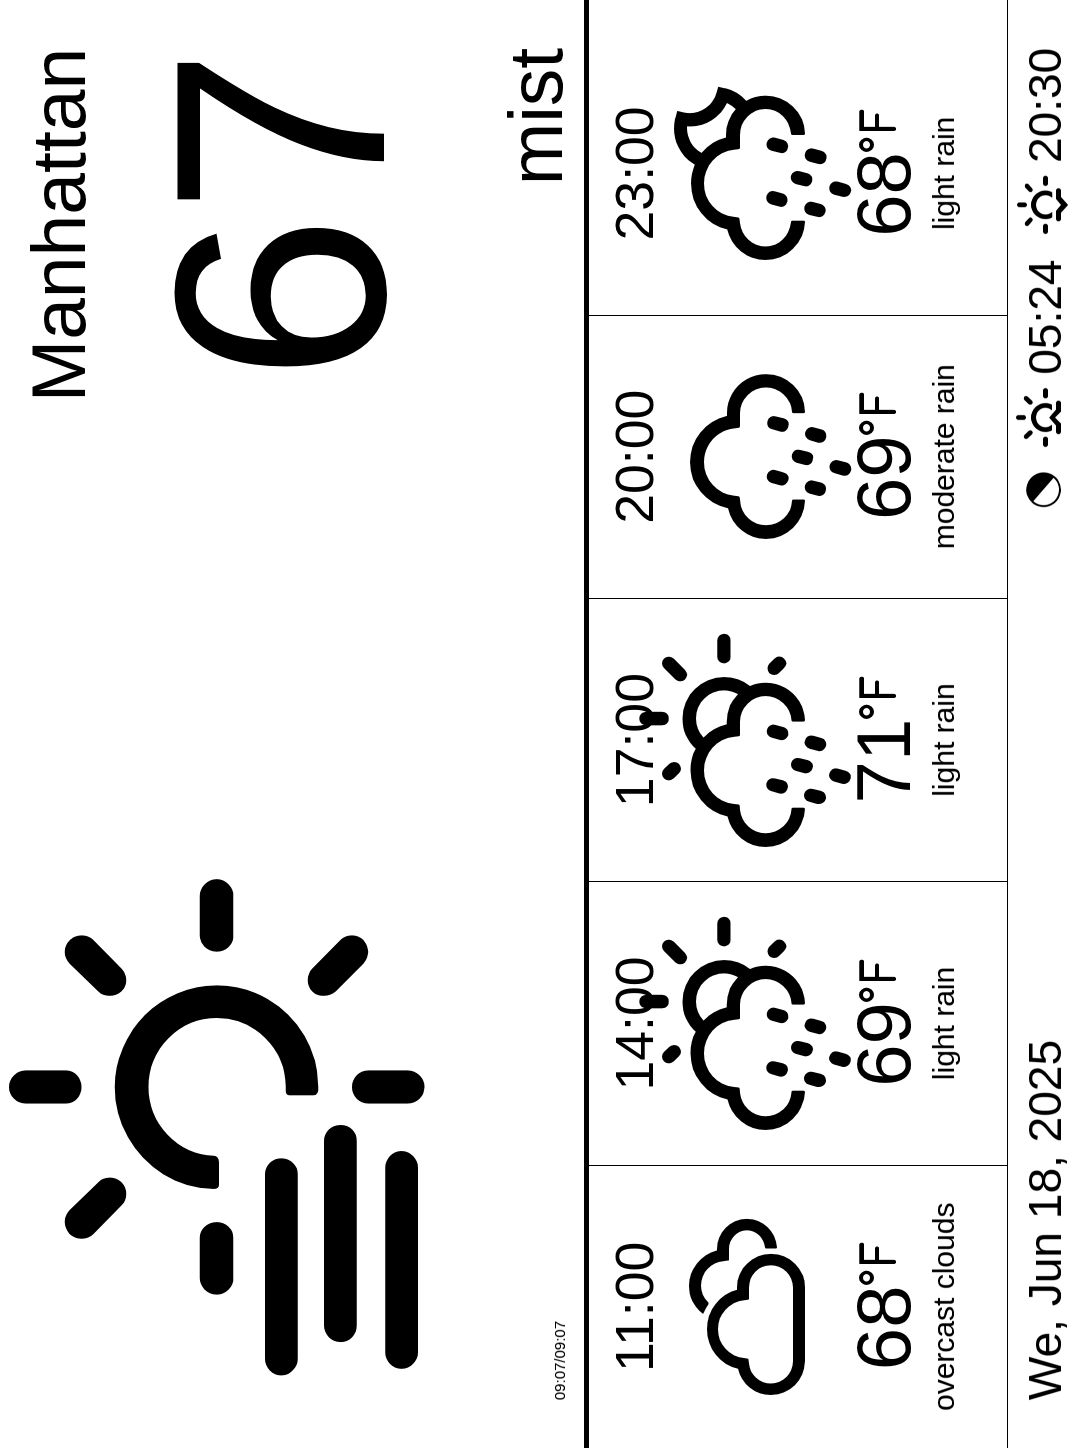 Manhattan
67
mist
09:07/09:07
11:00
68°F
overcast clouds
14:00
69°F
light rain
17:00
71°F
light rain
20:00
69°F
moderate rain
23:00
68°F
light rain
We, Jun 18, 2025
05:24
20:30